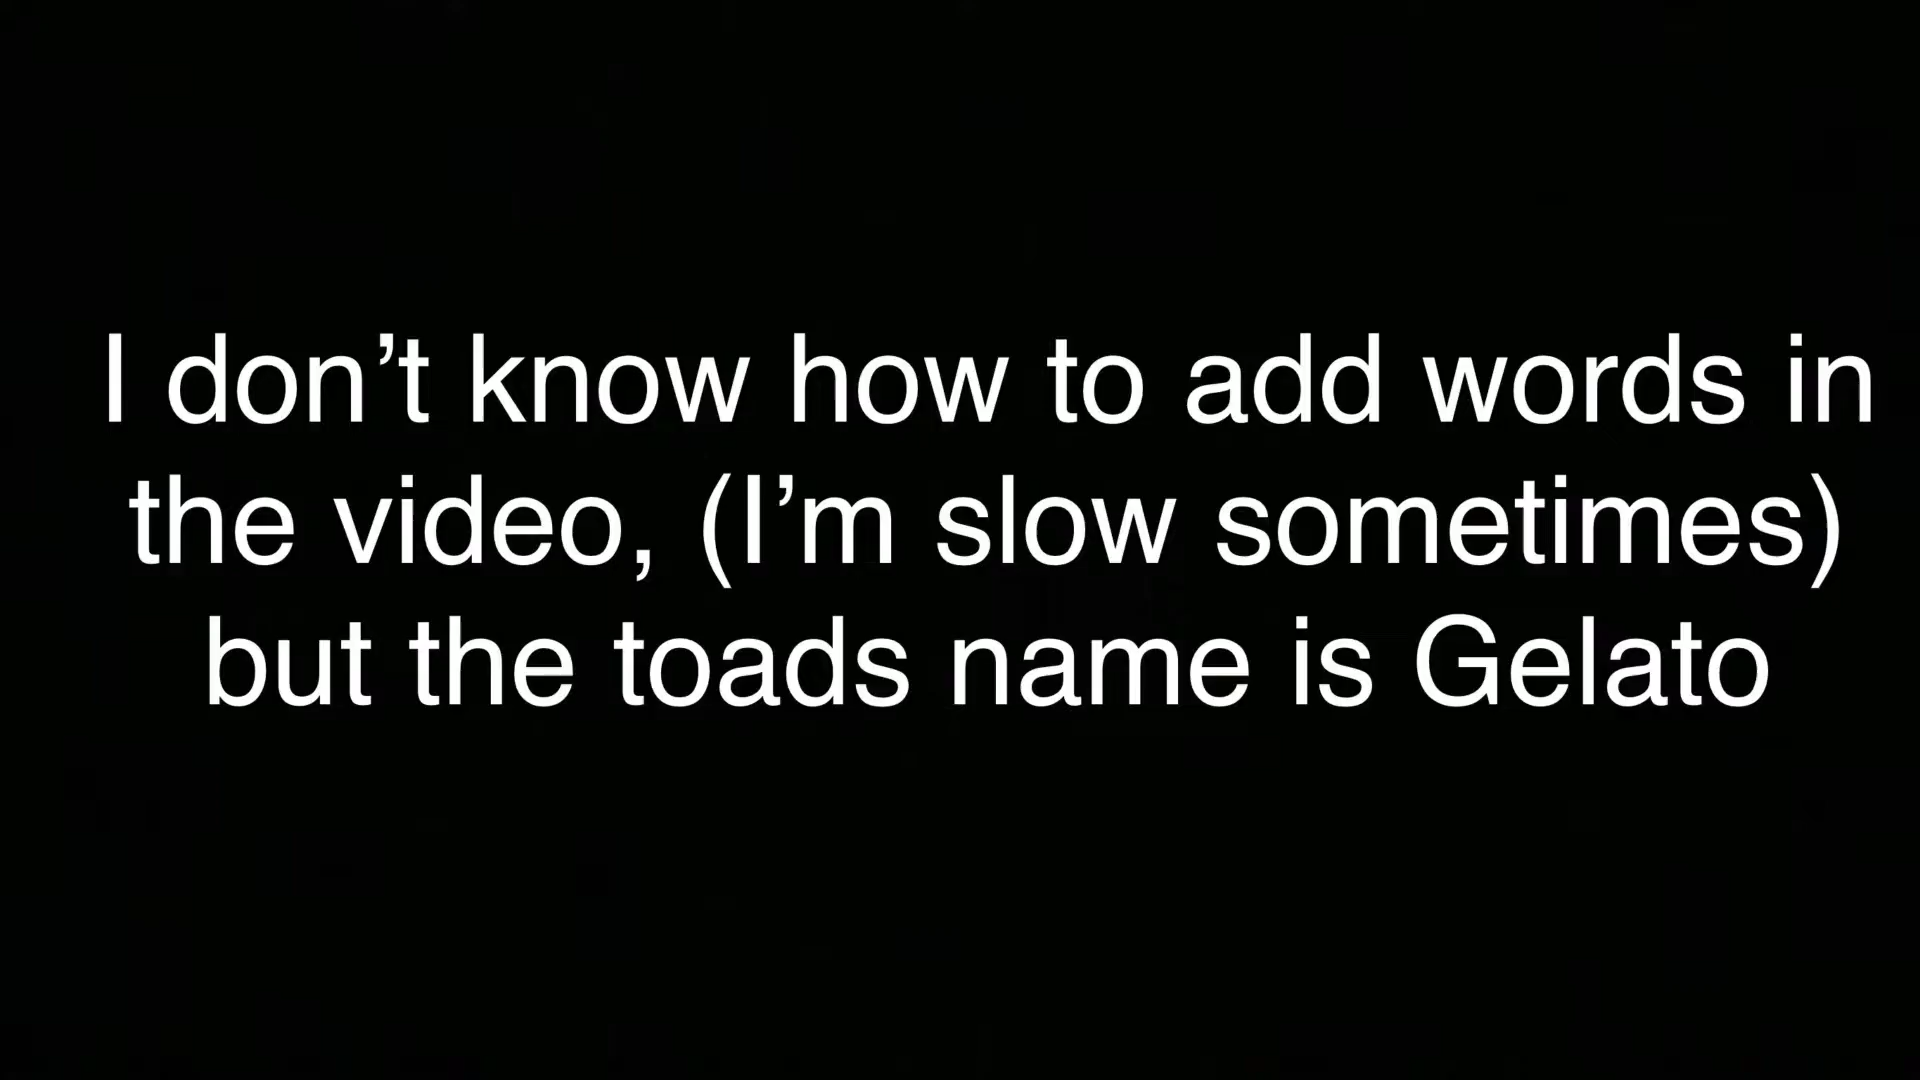 I don’t know how to add words in
the video, (I’m slow sometimes)
but the toads name is Gelato